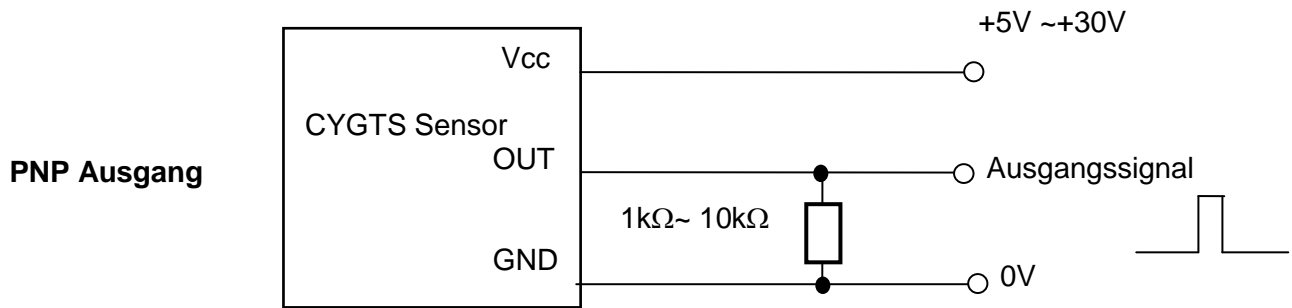 +5V ~+30V
Vcc
CYGTS Sensor
OUT
PNP Ausgang
Ausgangssignal
1kΩ~ 10kΩ
GND
0V